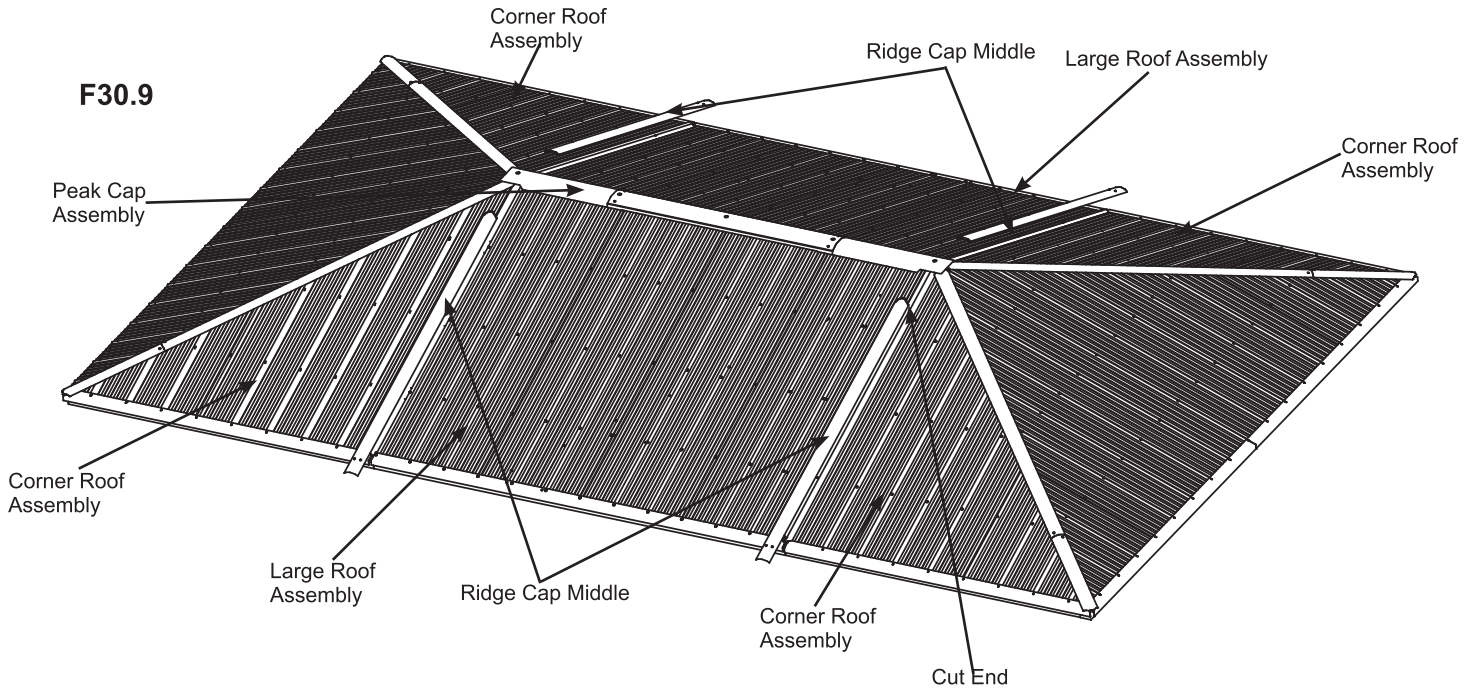 Corner Roof
Assembly
Ridge Cap Middle
Large Roof Assembly
F30.9
Corner Roof
Assembly
Peak Cap
Assembly
Corner Roof
Assembly
Large Roof
Assembly
Ridge Cap Middle
Corner Roof
Assembly
Cut End